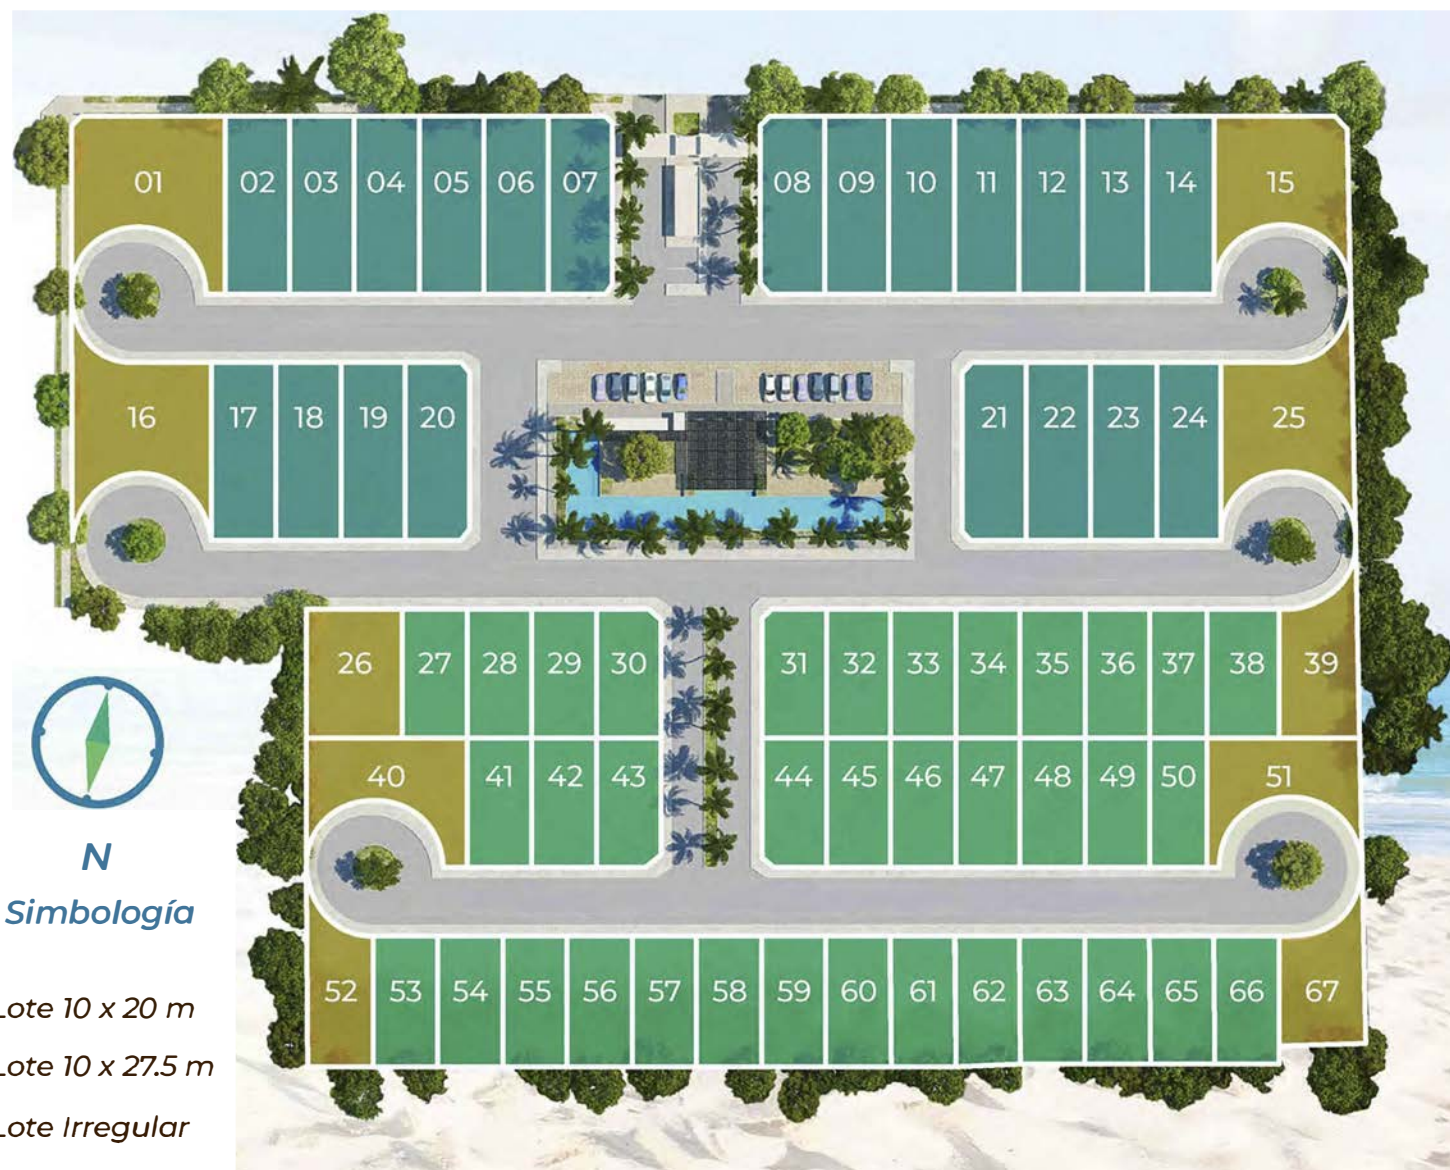 01 02 03 04 05 06 07 08 09 10 11 12 13 14 15
16 17 18 19 20 21 22 23 24 25
26 27 28 29 30 31 32 33 34 35 36 37 38 39
40 41 42 43 44 45 46 47 48 49 50 51
N
Simbología
52 53 54 55 56 57 58 59 60 61 62 63 64 65 66 67
Lote 10 x 20 m
Lote 10 x 27.5 m
Lote Irregular